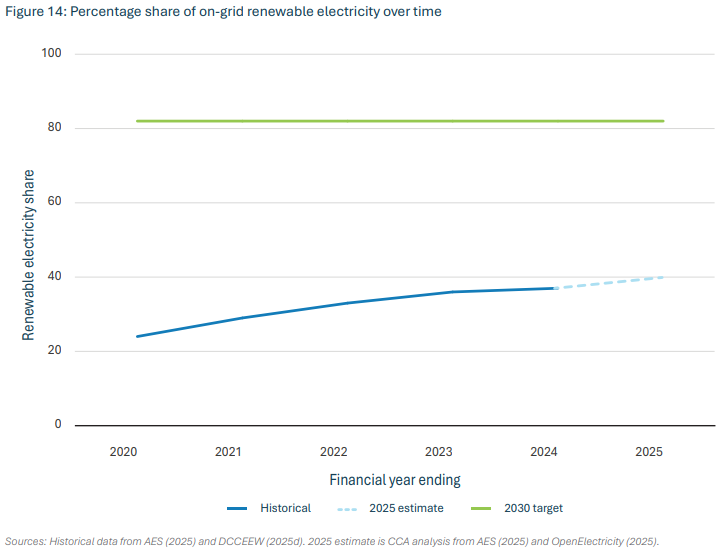 Figure 14: Percentage share of on-grid renewable electricity over time
100
80
60
40
20
0
Renewable electricity share
2020 2021 2022 2023 2024 2025
Financial year ending
Historical 2025 estimate 2030 target
Sources: Historical data from AES (2025) and DCCEEW (2025d). 2025 estimate is CCA analysis from AES (2025) and OpenElectricity (2025).